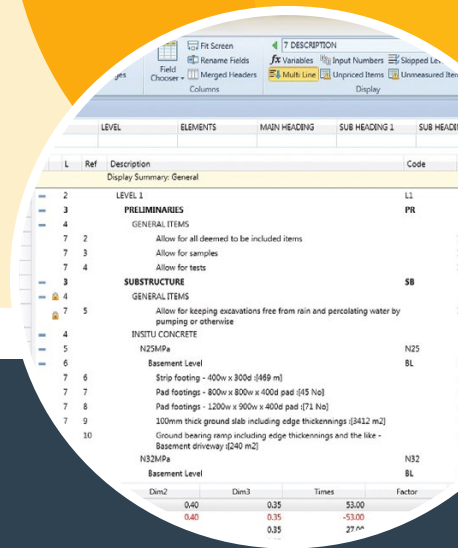 Fit Screen
7 DESCRIPTION
Rename Fields
fx Variables Input Numbers Skipped
Field
Chooser
Merged Headers
Multi Line Unpriced Items Unmeasured
Columns
Display
LEVEL ELEMENTS MAIN HEADING SUB HEADING 1 SUB
L Ref Description Code
Display Summary: General
2 LEVEL 1 L1
3 PRELIMINARIES PR
4 GENERAL ITEMS
7 2 Allow for all deemed to be included items
7 3 Allow for samples
7 4 Allow for tests
3 SUBSTRUCTURE SB
4 GENERAL ITEMS
7 5 Allow for keeping excavations free from rain and percolating water by
pumping or otherwise
4 INSITU CONCRETE
5 N25MPa N25
6 Basement Level BL
7 6 Strip footing - 400w x 300d :[469 m]
7 7 Pad footings - 800w x 800w x 400d pad :[45 No]
7 8 Pad footings - 1200w x 900w x 400d pad :[71 No]
7 9 100mm thick ground slab including edge thickennings :[3412 m2]
10 Ground bearing ramp including edge thickennings and the like -
Basement driveway :[240 m2]
N32MPa N32
Basement Level BL
Dim2 Dim3 Times Factor
0.40 0.35 53.00
0.40 0.35 -53.00
0.35